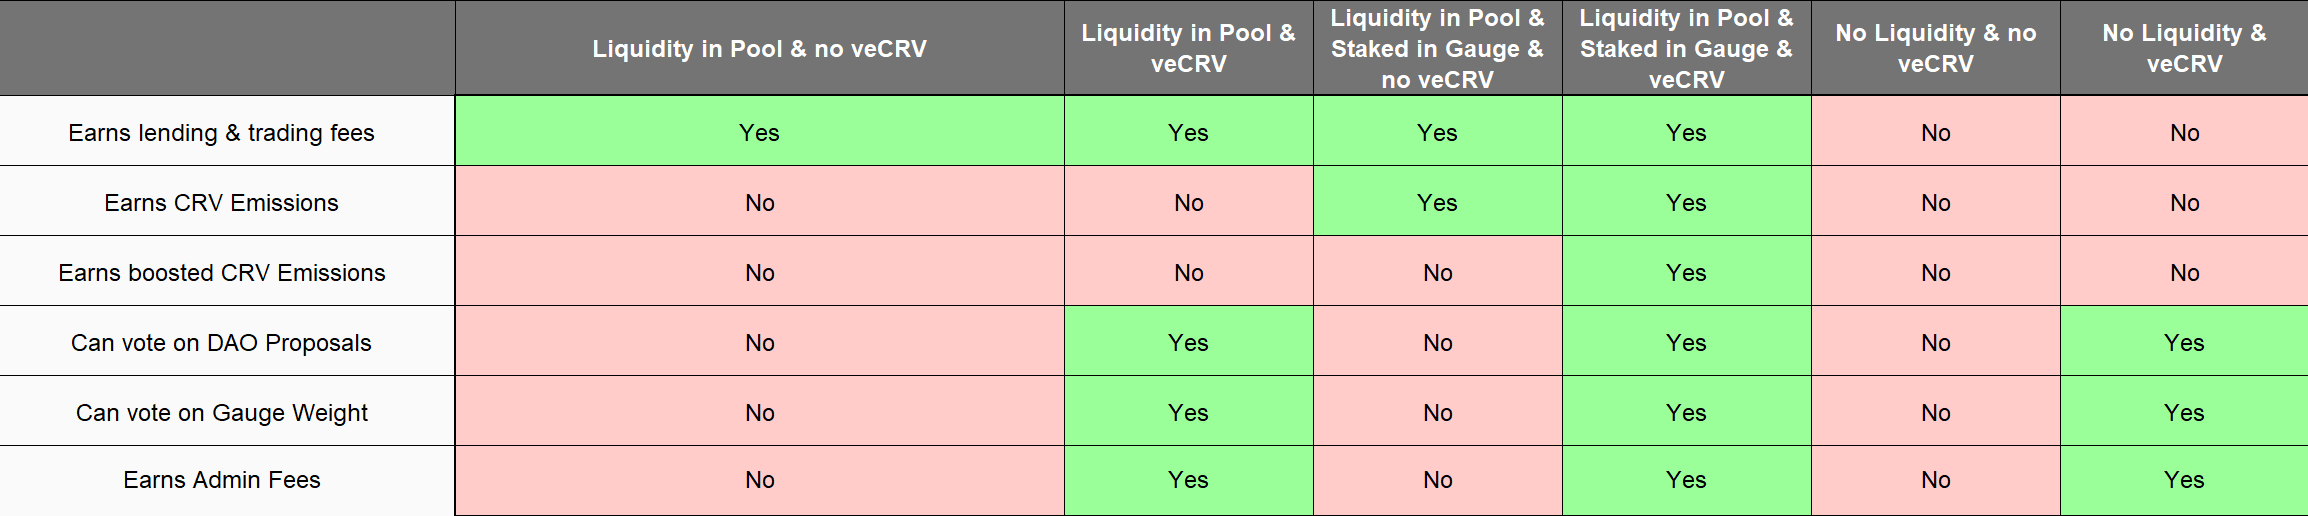 Liquidity in Pool & no veCRV
Liquidity in Pool &
veCRV
Liquidity in Pool &
Staked in Gauge &
no veCRV
Liquidity in Pool &
Staked in Gauge &
veCRV
No Liquidity & no
veCRV
No Liquidity &
veCRV
Earns lending & trading fees Yes Yes Yes Yes No No
Earns CRV Emissions No No Yes Yes No No
Earns boosted CRV Emissions No No No Yes No No
Can vote on DAO Proposals No Yes No Yes No Yes
Can vote on Gauge Weight No Yes No Yes No Yes
Earns Admin Fees No Yes No Yes No Yes